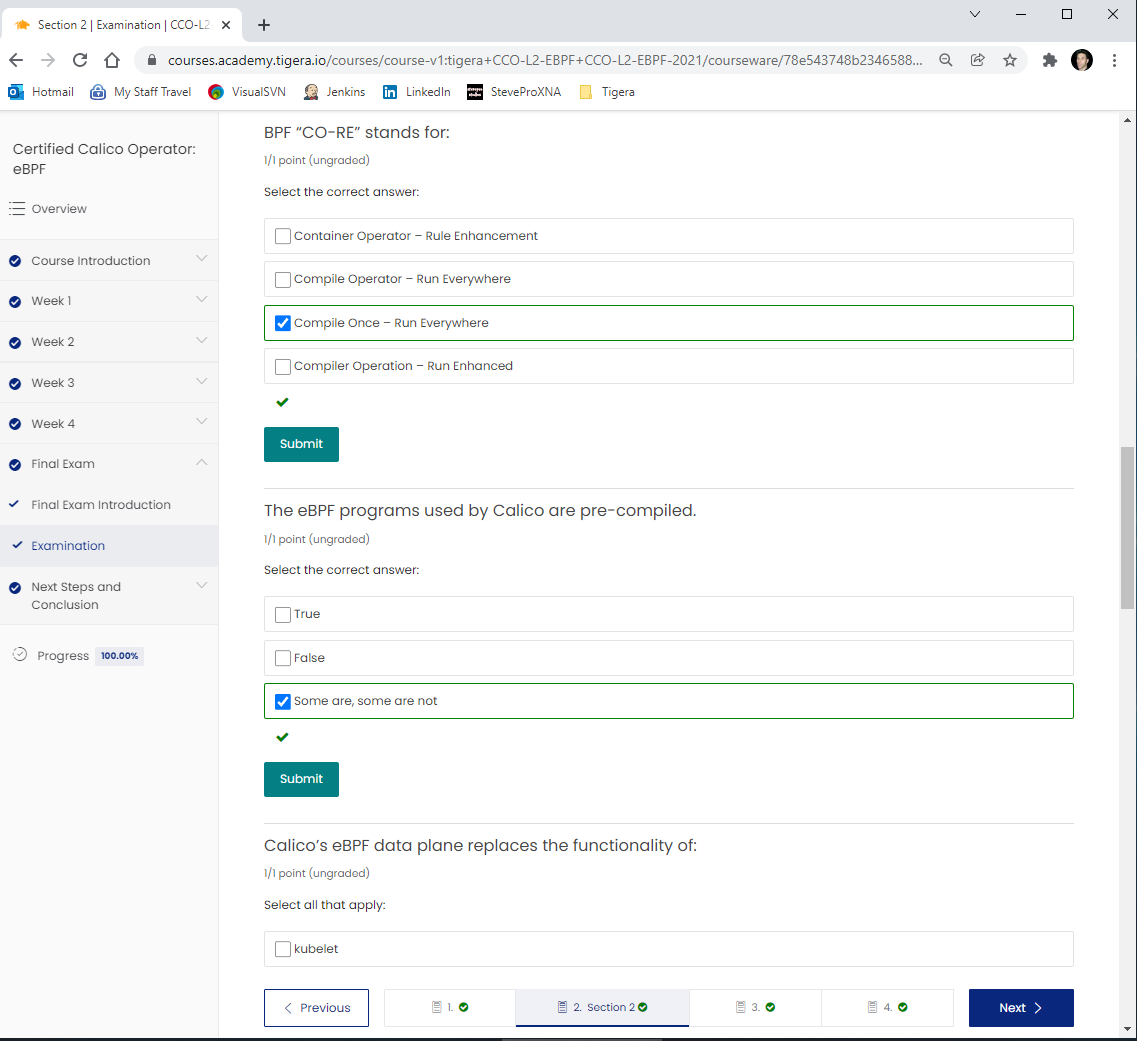 Section 2 | Examination | CCO-L2
courses.academy.tigera.io/courses/course-v1:tigera+CCO-L2-EBPF+CCO-L2-EBPF-2021/courseware/78e543748b2346588...
Hotmail My Staff Travel VisualSVN Jenkins LinkedIn SteveProXNA Tigera
Certified Calico Operator:
eBPF
Overview
Course Introduction
Week 1
Week 2
Week 3
Week 4
Final Exam
Final Exam Introduction
Examination
Next Steps and
Conclusion
Progress 100.00%
BPF “CO-RE” stands for:
1/1 point (ungraded)
Select the correct answer:
Container Operator – Rule Enhancement
Compile Operator – Run Everywhere
Compile Once – Run Everywhere
Compiler Operation – Run Enhanced
Submit
The eBPF programs used by Calico are pre-compiled.
1/1 point (ungraded)
Select the correct answer:
True
False
Some are, some are not
Submit
Calico’s eBPF data plane replaces the functionality of:
1/1 point (ungraded)
Select all that apply:
kubelet
Previous 1. 2. Section 2 3. 4. Next